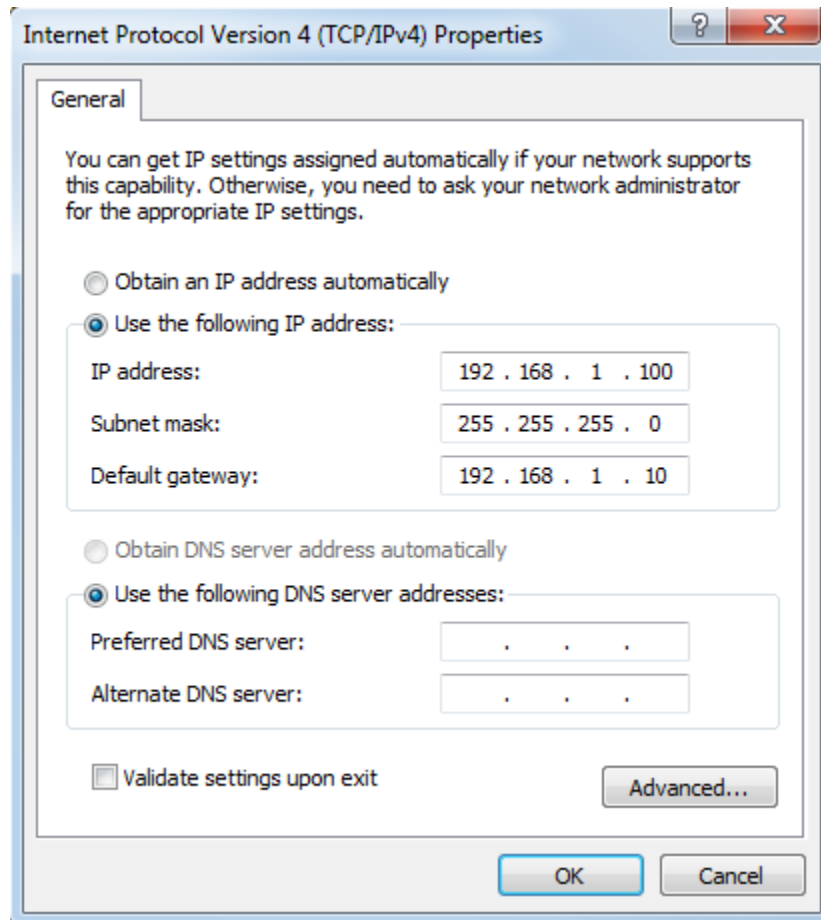 Internet Protocol Version 4 (TCP/IPv4) Properties
?
X
General
You can get IP settings assigned automatically if your network supports
this capability. Otherwise, you need to ask your network administrator
for the appropriate IP settings.
Obtain an IP address automatically
Use the following IP address:
IP address: 192 . 168 . 1 . 100
Subnet mask: 255 . 255 . 255 . 0
Default gateway: 192 . 168 . 1 . 10
Obtain DNS server address automatically
Use the following DNS server addresses:
Preferred DNS server: . . .
Alternate DNS server: . . .
Validate settings upon exit
Advanced...
OK Cancel